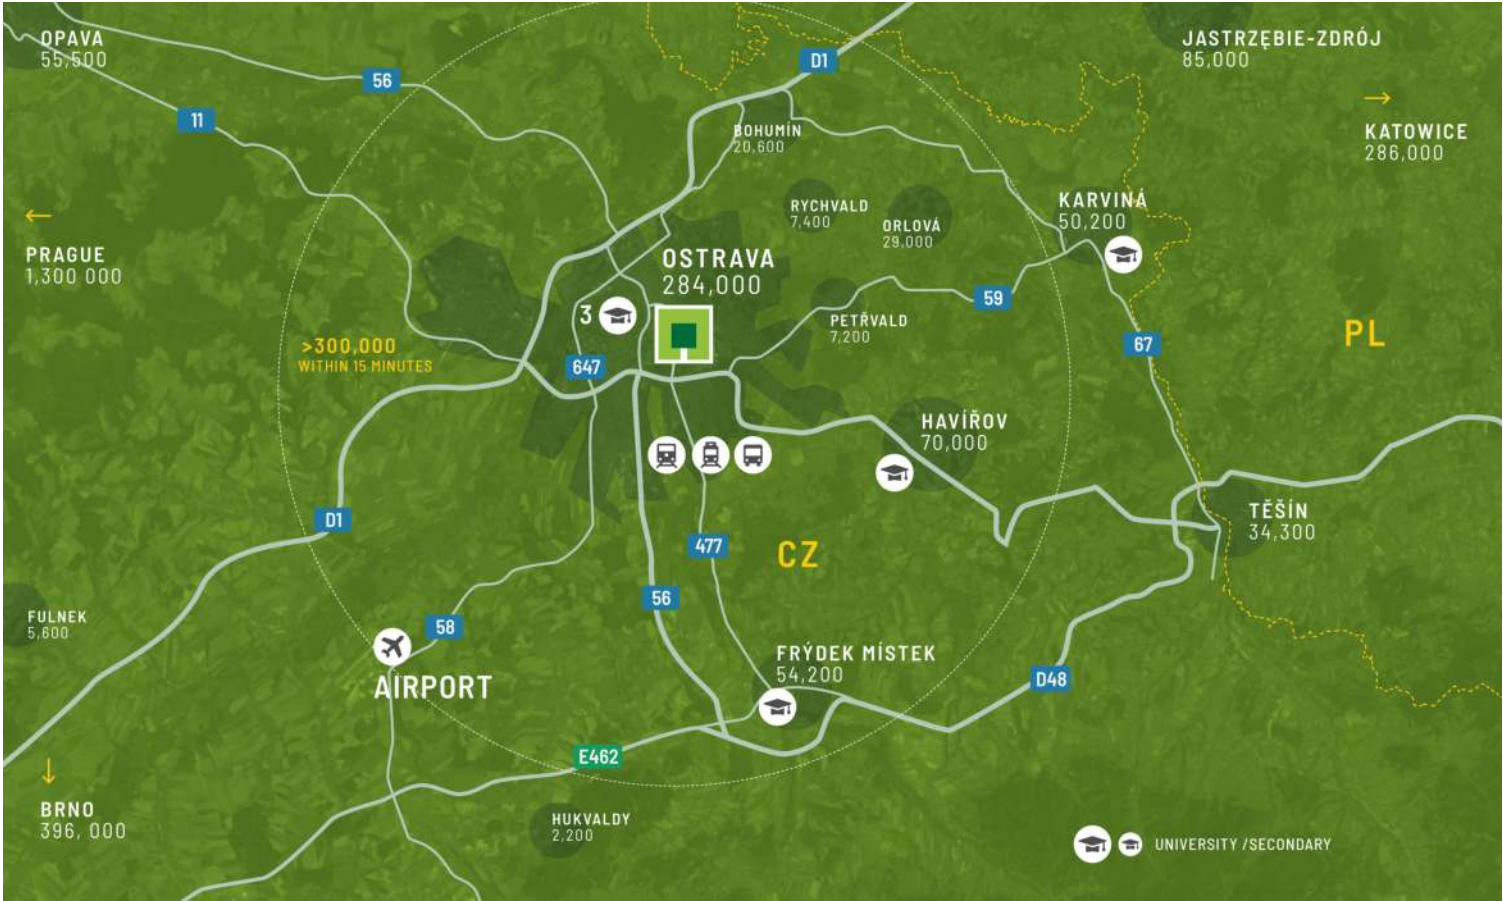 OPAVA
55,500
56
11
D1
JASTRZĘBIE-ZDRÓJ
85,000
→
KATOWICE
286,000
BOHUMÍN
20,600
RYCHVALD
7,400
ORLOVÁ
29,000
KARVINÁ
50,200
←
PRAGUE
1,300 000
OSTRAVA
284,000
3
59
PETŘVALD
7,200
67
PL
>300,000
WITHIN 15 MINUTES
647
HAVÍŘOV
70,000
D1
TĚŠÍN
34,300
477
CZ
56
FULNEK
5,600
58
AIRPORT
FRÝDEK MÍSTEK
54,200
D48
E462
↓
BRNO
396, 000
HUKVALDY
2,200
UNIVERSITY /SECONDARY